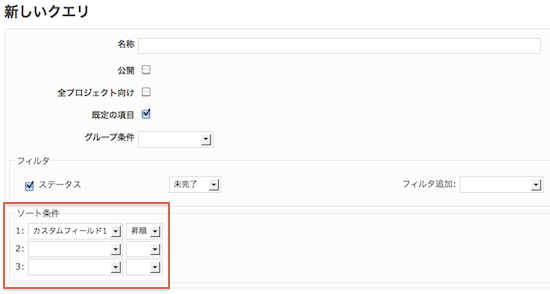 新しいクエリ
名称
公開
全プロジェクト向け
既定の項目
グループ条件
フィルタ
ステータス 未完了 フィルタ追加:
ソート条件
1: カスタムフィールド1 昇順
2:
3: